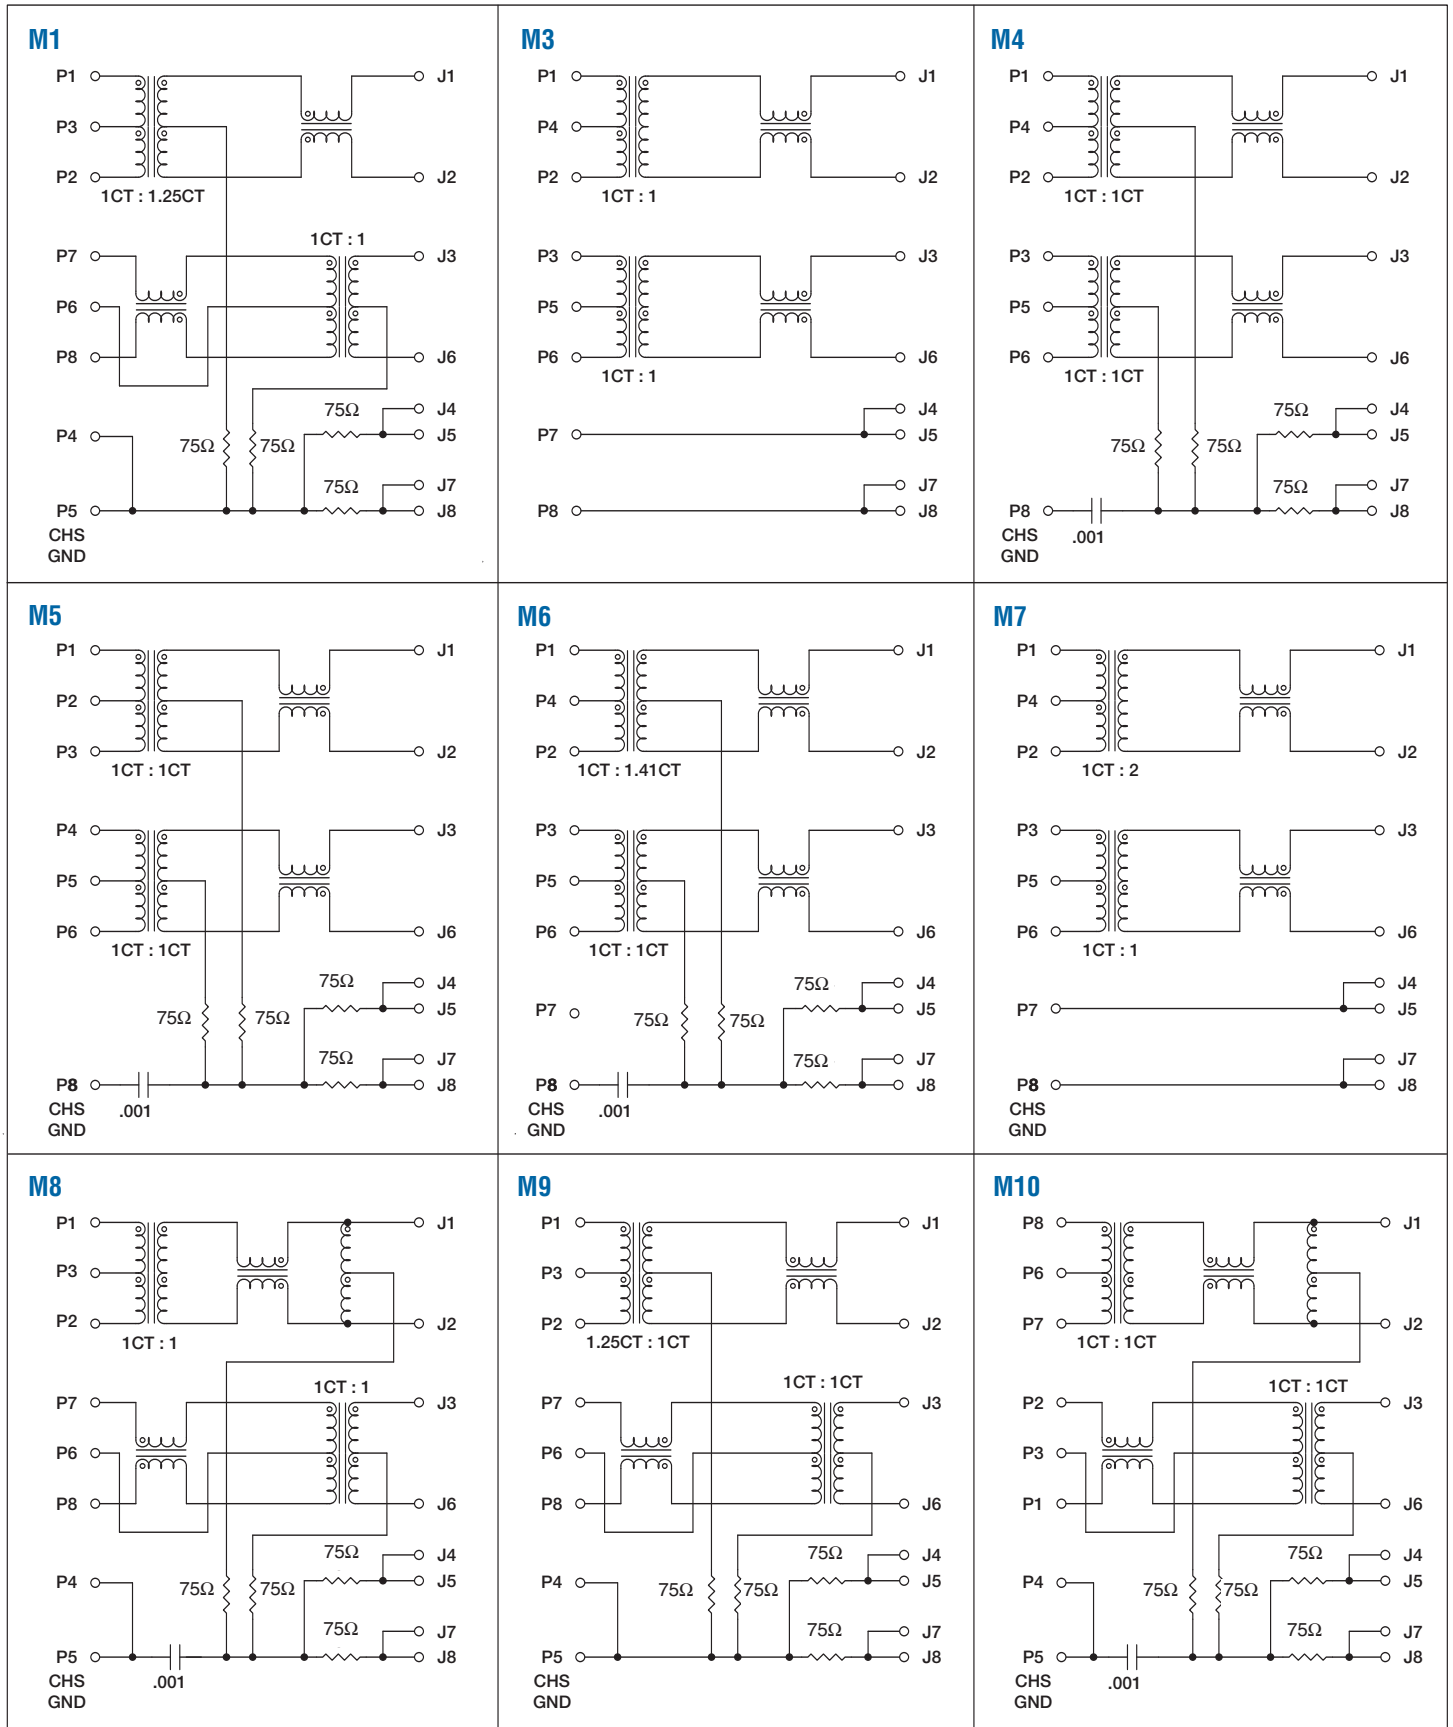 M1
P1
J1
P3
P2
J2
1CT : 1.25CT
1CT : 1
P7
J3
P6
P8
J6
75Ω
J4
P4
75Ω
75Ω
J5
75Ω
J7
P5
J8
CHS
GND
M3
P1
J1
P4
P2
J2
1CT : 1
P3
J3
P5
P6
J6
1CT : 1
J4
P7
J5
J7
P8
J8
M4
P1
J1
P4
P2
J2
1CT : 1CT
P3
J3
P5
P6
J6
1CT : 1CT
75Ω
J4
J5
75Ω
75Ω
75Ω
J7
P8
J8
CHS
.001
GND
M5
P1
J1
P2
P3
J2
1CT : 1CT
P4
J3
P5
P6
J6
1CT : 1CT
75Ω
J4
J5
75Ω
75Ω
75Ω
J7
P8
J8
CHS
.001
GND
M6
P1
J1
P4
P2
J2
1CT : 1.41CT
P3
J3
P5
P6
J6
1CT : 1CT
75Ω
J4
P7
J5
75Ω
75Ω
75Ω
J7
P8
J8
CHS
.001
GND
M7
P1
J1
P4
P2
J2
1CT : 2
P3
J3
P5
P6
J6
1CT : 1
J4
P7
J5
J7
P8
J8
CHS
GND
M8
P1
J1
P3
P2
J2
1CT : 1
1CT : 1
P7
J3
P6
P8
J6
75Ω
J4
P4
75Ω
75Ω
J5
75Ω
J7
P5
J8
CHS
.001
GND
M9
P1
J1
P3
P2
J2
1.25CT : 1CT
1CT : 1CT
P7
J3
P6
P8
J6
75Ω
J4
P4
75Ω
75Ω
J5
75Ω
J7
P5
J8
CHS
GND
M10
P8
J1
P6
P7
J2
1CT : 1CT
1CT : 1CT
P2
J3
P3
P1
J6
75Ω
J4
P4
75Ω
75Ω
J5
75Ω
J7
P5
J8
CHS
.001
GND